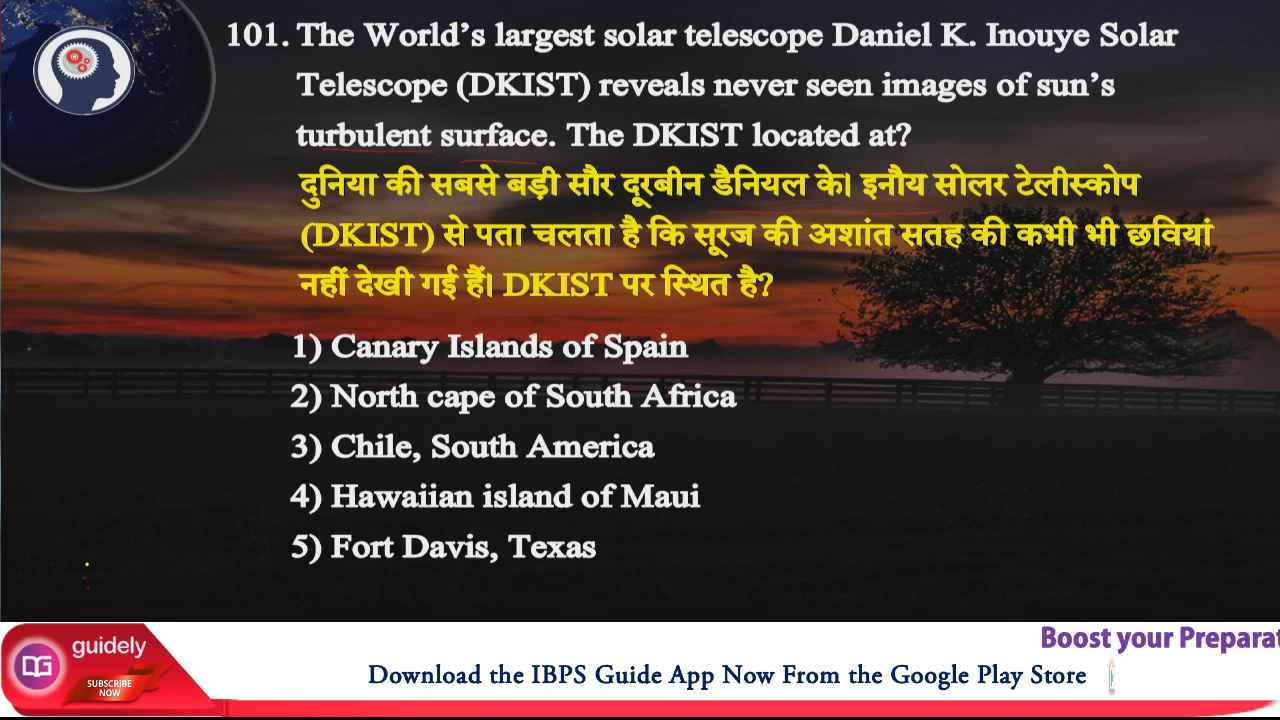 101. The World's largest solar telescope Daniel K. Inouye Solar
Telescope (DKIST) reveals never seen images of sun's
turbulent surface. The DKIST located at?
दुनिया की सबसे बड़ी सौर दूरबीन डैनियल के। इनौय सोलर टेलीस्कोप
(DKIST) से पता चलता है कि सूरज की अशांत सतह की कभी भी छवियां
नहीं देखी गई हैं। DKIST पर स्थित है?
1) Canary Islands of Spain
2) North cape of South Africa
3) Chile, South America
4) Hawaiian island of Maui
5) Fort Davis, Texas
Boost your Preparat
guidely
DG
SUBSCRIBE
NOW
Download the IBPS Guide App Now From the Google Play Store